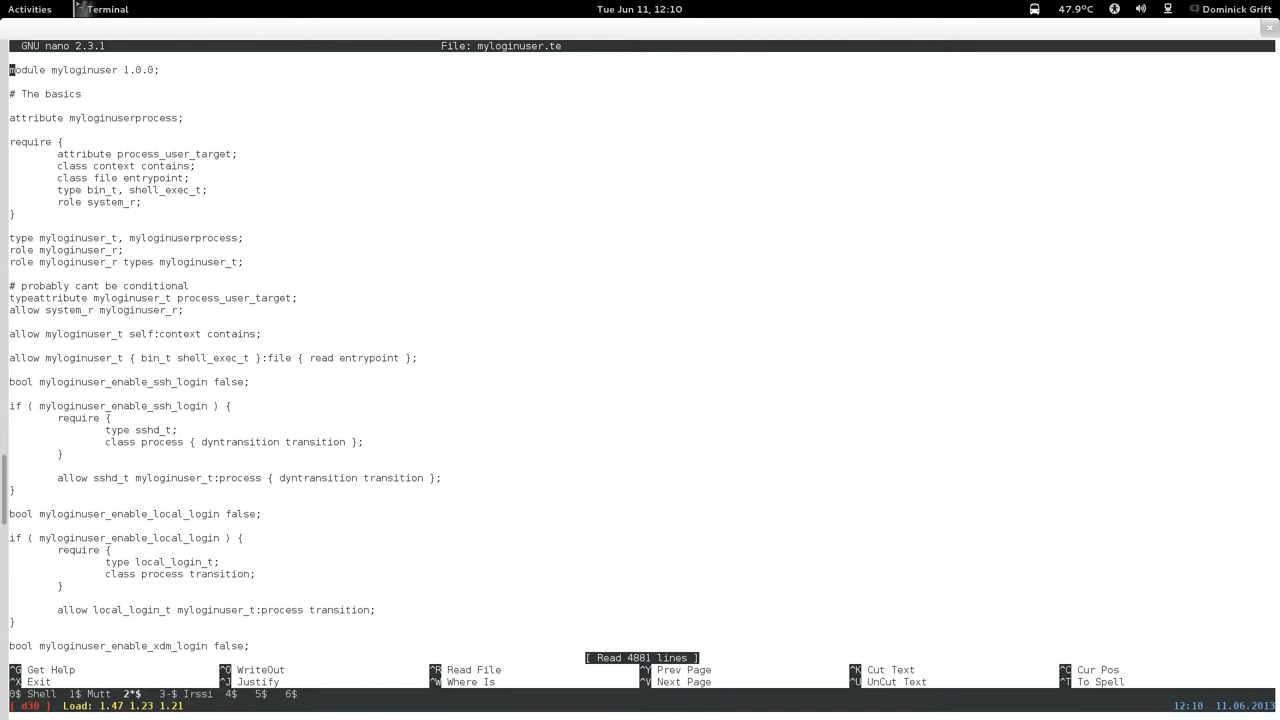 Activities Terminal Tue Jun 11, 12:10 47.9°C Dominick Grift
GNU nano 2.3.1 File: myloginuser.te
module myloginuser 1.0.0;
# The basics
attribute myloginuserprocess;
require {
attribute process_user_target;
class context contains;
class file entrypoint;
type bin_t, shell_exec_t;
role system_r;
}
type myloginuser_t, myloginuserprocess;
role myloginuser_r;
role myloginuser_r types myloginuser_t;
# probably cant be conditional
typeattribute myloginuser_t process_user_target;
allow system_r myloginuser_r;
allow myloginuser_t self:context contains;
allow myloginuser_t { bin_t shell_exec_t }:file { read entrypoint };
bool myloginuser_enable_ssh_login false;
if ( myloginuser_enable_ssh_login ) {
require {
type sshd_t;
class process { dyntransition transition };
}
allow sshd_t myloginuser_t:process { dyntransition transition };
}
bool myloginuser_enable_local_login false;
if ( myloginuser_enable_local_login ) {
require {
type local_login_t;
class process transition;
}
allow local_login_t myloginuser_t:process transition;
}
bool myloginuser_enable_xdm_login false;
[ Read 4881 lines ]
^G Get Help ^O WriteOut ^R Read File ^Y Prev Page ^K Cut Text ^C Cur Pos
^X Exit ^J Justify ^W Where Is ^V Next Page ^U UnCut Text ^T To Spell
0$ Shell 1$ Mutt 2*$ 3-$ Irssi 4$ 5$ 6$
[ d30 ] Load: 1.47 1.23 1.21 12:10 11.06.2013